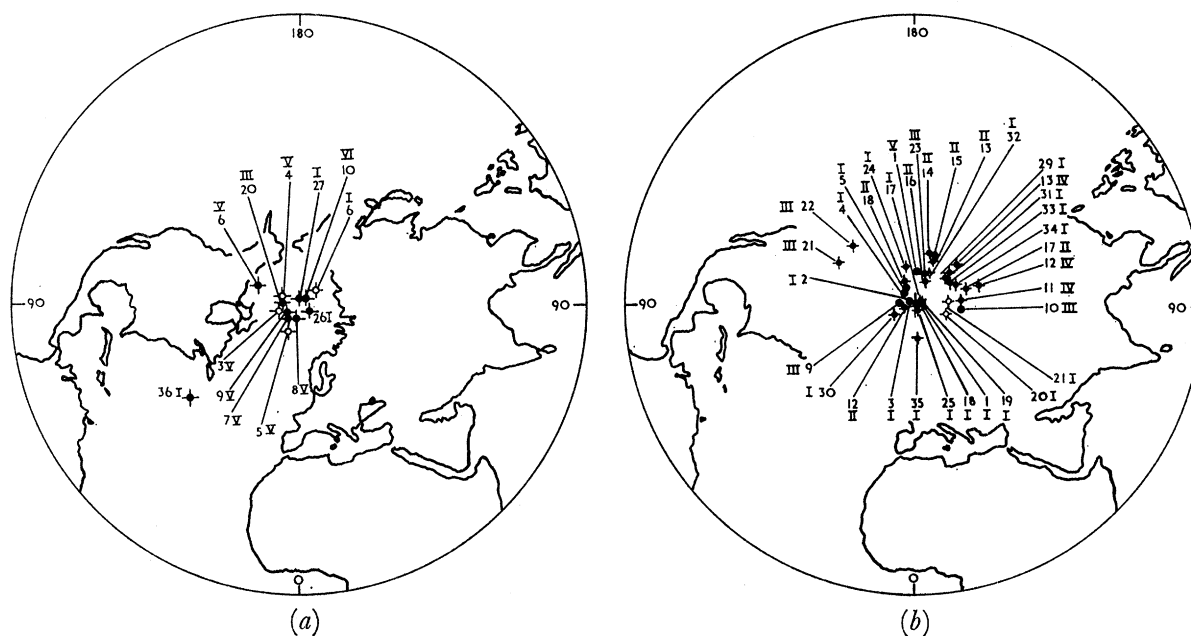 180
VI
V I 10
III 4 27 I
20 6
V
6
90
90
26 I
3 V
9 V 8 V
36 I
7 V
5 V
0
(a)
180
I
III II 32
V 23 II 13
I 1 II 15
I 24 II 14 29 I
5 I 16 13 IV
II 17 31 I
I 18 33 I
III 22 4 34 I
III 21 17 II
I 2 12 IV
11 IV
90
90
10 III
III 9
21 I
I 30 20 I
12 3 35 25 18 1 19
II I I I I I I
0
(b)